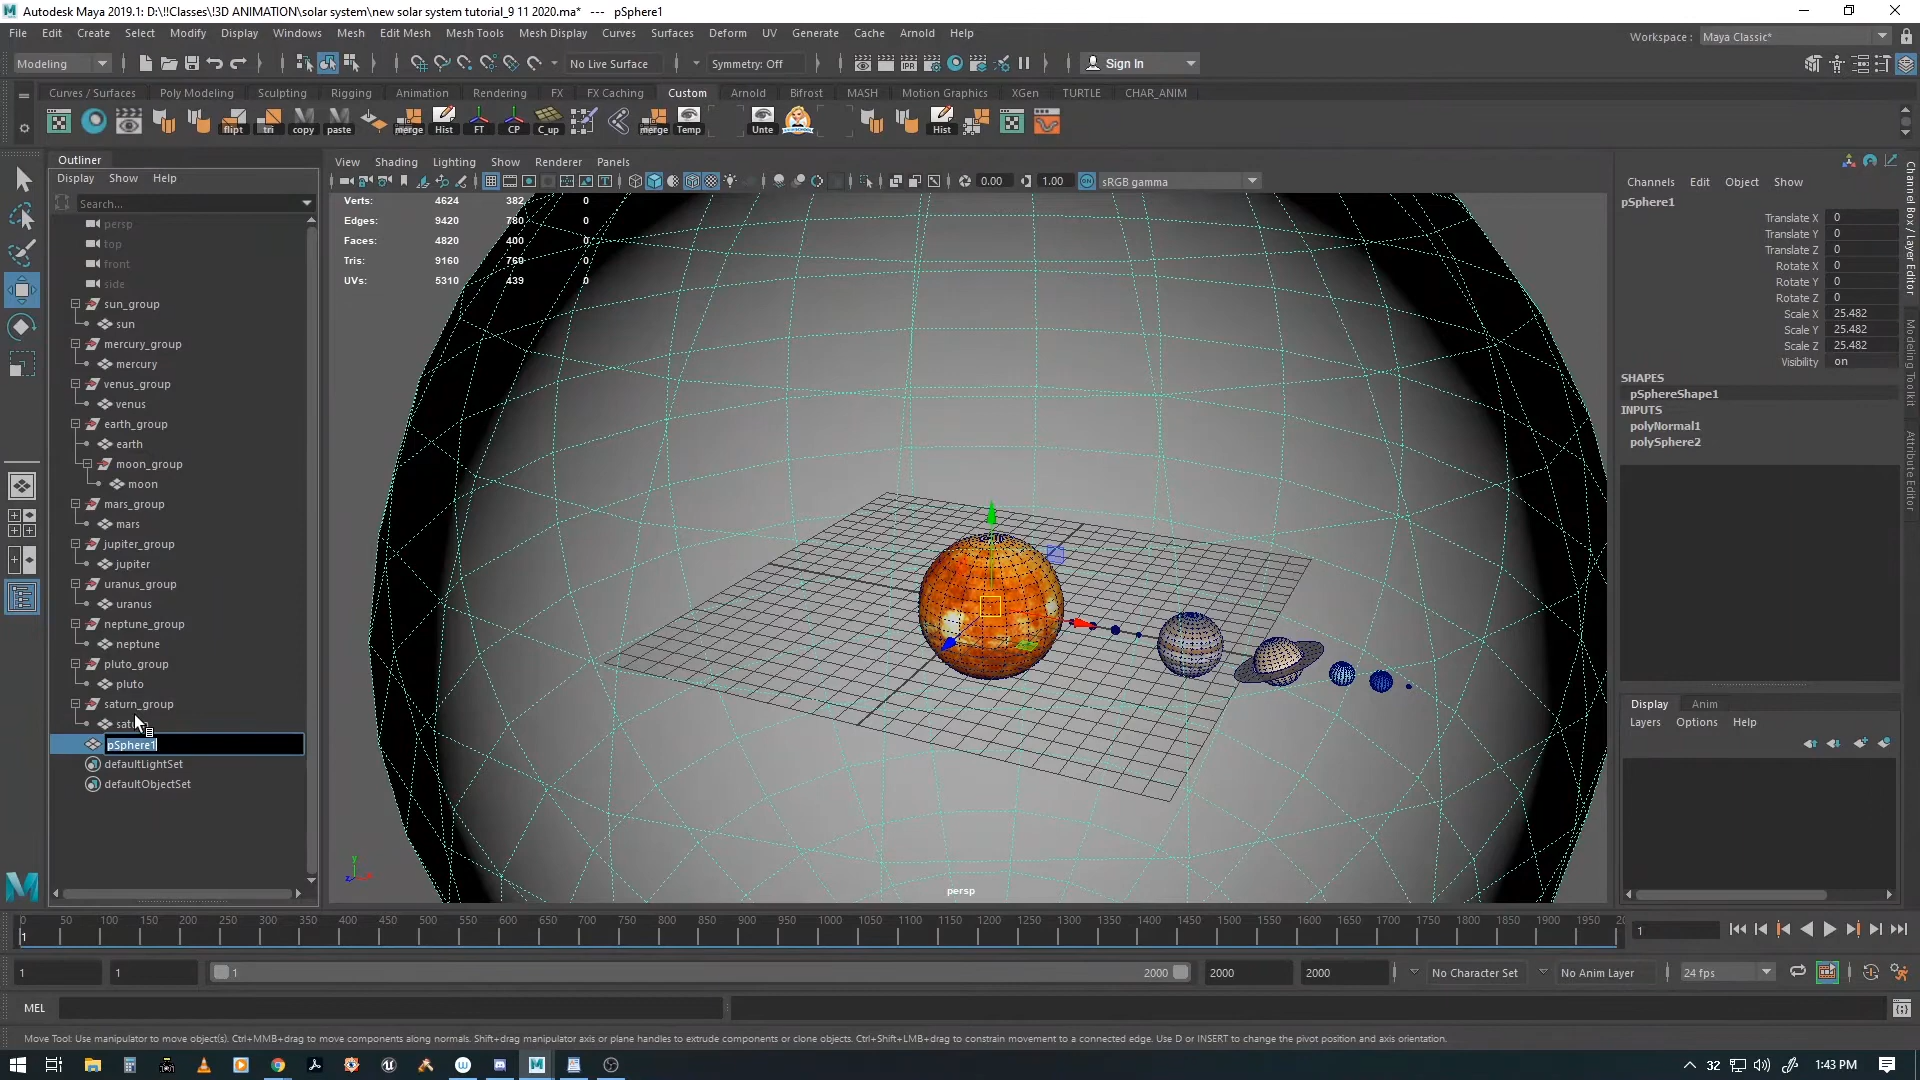 Autodesk Maya 2019.1: D:\!!Classes\!3D ANIMATION\solar system\new solar system tutorial_9 11 2020.ma*   ---   pSphere1
File Edit Create Select Modify Display Windows Mesh Edit Mesh Mesh Tools Mesh Display Curves Surfaces Deform UV Generate Cache Arnold Help
Workspace : Maya Classic*
Modeling No Live Surface Symmetry: Off Sign In
Curves / Surfaces Poly Modeling Sculpting Rigging Animation Rendering FX FX Caching Custom Arnold Bifrost MASH Motion Graphics XGen TURTLE CHAR_ANIM
flipt tri copy paste merge Hist FT CP C_up merge Temp Unte Hist
Outliner
Display Show Help
Search...
persp
top
front
side
sun_group
sun
mercury_group
mercury
venus_group
venus
earth_group
earth
moon_group
moon
mars_group
mars
jupiter_group
jupiter
uranus_group
uranus
neptune_group
neptune
pluto_group
pluto
saturn_group
pSphere1
defaultLightSet
defaultObjectSet
View Shading Lighting Show Renderer Panels
0.00 1.00 ON sRGB gamma
Verts: 4624 382 0
Edges: 9420 780 0
Faces: 4820 400 0
Tris: 9160 760 0
UVs: 5310 439 0
y
z x
persp
Channels Edit Object Show
pSphere1
Translate X 0
Translate Y 0
Translate Z 0
Rotate X 0
Rotate Y 0
Rotate Z 0
Scale X 25.482
Scale Y 25.482
Scale Z 25.482
Visibility on
SHAPES
pSphereShape1
INPUTS
polyNormal1
polySphere2
Display Anim
Layers Options Help
Channel Box / Layer Editor
Modeling Toolkit
Attribute Editor
0 50 100 150 200 250 300 350 400 450 500 550 600 650 700 750 800 850 900 950 1000 1050 1100 1150 1200 1250 1300 1350 1400 1450 1500 1550 1600 1650 1700 1750 1800 1850 1900 1950
1 1
1 1 1 2000 2000 2000 No Character Set No Anim Layer 24 fps
MEL
Move Tool: Use manipulator to move object(s). Ctrl+MMB+drag to move components along normals. Shift+drag manipulator axis or plane handles to extrude components or clone objects. Ctrl+Shift+LMB+drag to constrain movement to a connected edge. Use D or INSERT to change the pivot position and axis orientation.
32 1:43 PM